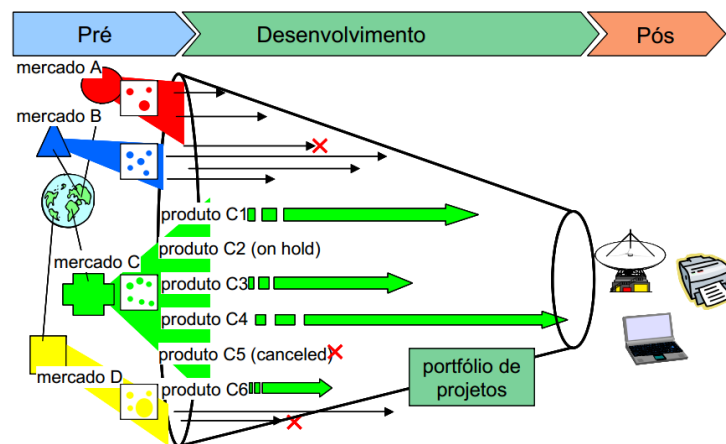 Pré
Desenvolvimento
Pós
mercado A
mercado B
produto C1
produto C2 (on hold)
mercado C
produto C3
produto C4
produto C5 (canceled)
mercado D
produto C6
portfólio de
projetos